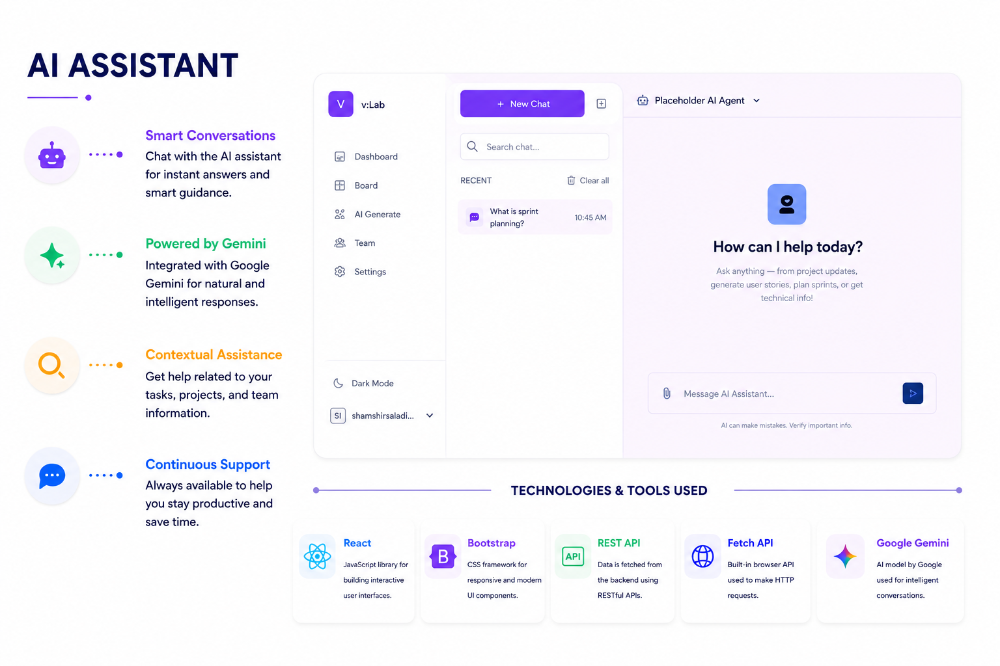 AI ASSISTANT
Smart Conversations
Chat with the AI assistant
for instant answers and
smart guidance.
Powered by Gemini
Integrated with Google
Gemini for natural and
intelligent responses.
Contextual Assistance
Get help related to your
tasks, projects, and team
information.
Continuous Support
Always available to help
you stay productive and
save time.
V v:Lab
Dashboard
Board
AI Generate
Team
Settings
Dark Mode
SI shamshirsaladi...
+ New Chat
Search chat...
RECENT Clear all
What is sprint
planning?
10:45 AM
Placeholder AI Agent
How can I help today?
Ask anything — from project updates,
generate user stories, plan sprints, or get
technical info!
Message AI Assistant...
AI can make mistakes. Verify important info.
TECHNOLOGIES & TOOLS USED
React
JavaScript library for
building interactive
user interfaces.
B
Bootstrap
CSS framework for
responsive and modern
UI components.
API
REST API
Data is fetched from
the backend using
RESTful APIs.
Fetch API
Built-in browser API
used to make HTTP
requests.
Google Gemini
AI model by Google
used for intelligent
conversations.